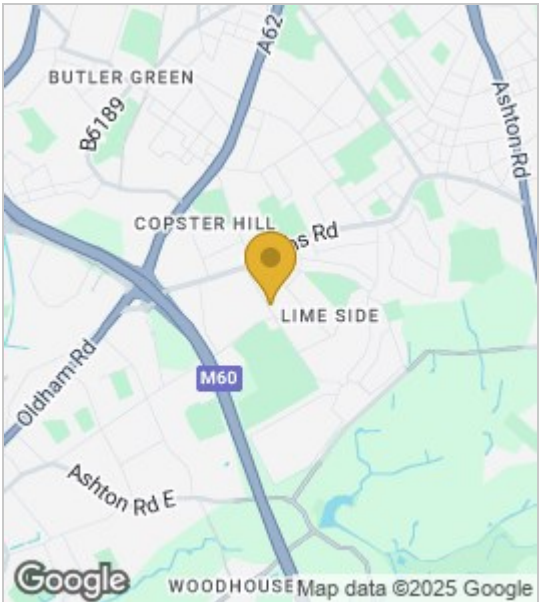 A62
BUTLER GREEN
B6189
Ashton Rd
COPSTER HILL
Rd
LIME SIDE
M60
Oldham Rd
Ashton Rd E
Google
WOODHOUSE
Map data ©2025 Google